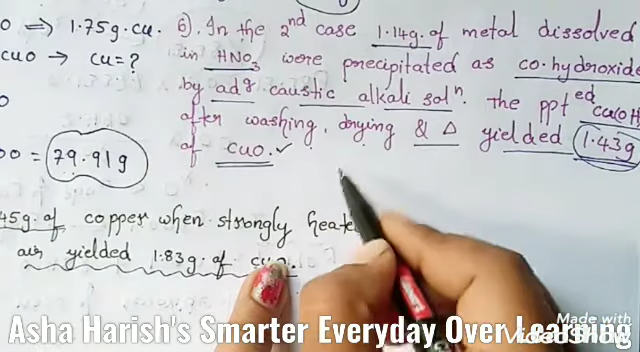 O ⇒ 1.75g.cu.
cuo → cu=?
O
00 = 79.91g
6). In the 2nd case 1.14g. of metal dissolved
in HNO3 were precipitated as co.hydroxide
by adg caustic alkali soln. The ppted cu(OH
after washing, drying & Δ yielded 1.43g
of cuo. ✓
45g. of copper when strongly heate
air yielded 1.83g. of
Asha Harish's Smarter Everyday Over Learning
Made with
VideoShow